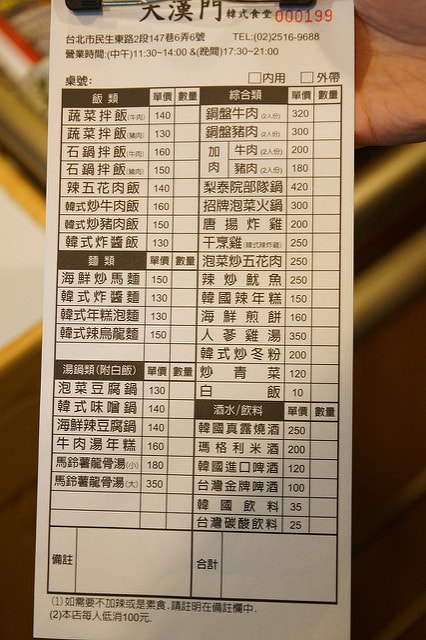 天漢門 韓式食堂 000199
台北市民生東路2段147巷6弄6號 TEL:(02)2516-9688
營業時間:(中午)11:30~14:00 &(晚間)17:30~21:00
桌號: □內用 □外帶
飯 類 單價 數量
蔬菜拌飯(牛肉) 140
蔬菜拌飯(豬肉) 130
石鍋拌飯(牛肉) 160
石鍋拌飯(豬肉) 150
辣五花肉飯 140
韓式炒牛肉飯 160
韓式炒豬肉飯 150
韓式炸醬飯 130
麵 類 單價 數量
海鮮炒馬麵 150
韓式炸醬麵 130
韓式年糕泡麵 130
韓式辣烏龍麵 150
湯鍋類(附白飯) 單價 數量
泡菜豆腐鍋 130
韓式味噌鍋 140
海鮮辣豆腐鍋 140
牛肉湯年糕 160
馬鈴薯龍骨湯(小) 180
馬鈴薯龍骨湯(大) 350
綜合類 單價 數量
銅盤牛肉(2人份) 320
銅盤豬肉(2人份) 300
加肉 牛肉(2人份) 200
豬肉(2人份) 180
梨泰院部隊鍋 420
招牌泡菜火鍋 300
唐揚炸雞 200
干烹雞(韓式辣炸雞) 250
泡菜炒五花肉 250
辣炒魷魚 250
韓國辣年糕 150
海鮮煎餅 160
人蔘雞湯 350
韓式炒冬粉 200
炒青菜 120
白飯 10
酒水/飲料 單價 數量
韓國真露燒酒 250
瑪格利米酒 200
韓國進口啤酒 120
台灣金牌啤酒 100
韓國飲料 35
台灣碳酸飲料 25
備註 合計
(1)如需要不加辣或是素食,請註明在備註欄中.
(2)本店每人低消100元.